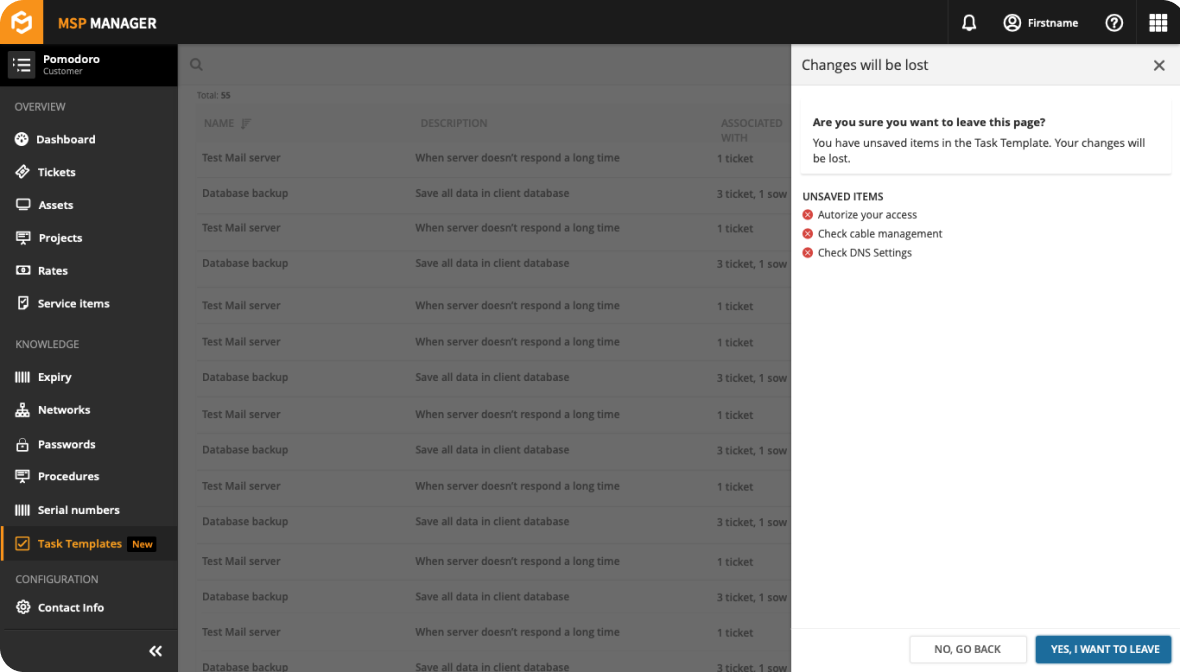 MSP MANAGER
Firstname
Pomodoro
Customer
OVERVIEW
Dashboard
Tickets
Assets
Projects
Rates
Service items
KNOWLEDGE
Expiry
Networks
Passwords
Procedures
Serial numbers
Task Templates New
CONFIGURATION
Contact Info
Total: 55
NAME DESCRIPTION ASSOCIATED
WITH
Test Mail server When server doesn't respond a long time 1 ticket
Database backup Save all data in client database 3 ticket, 1 sow
Test Mail server When server doesn't respond a long time 1 ticket
Database backup Save all data in client database 3 ticket, 1 sow
Test Mail server When server doesn't respond a long time 1 ticket
Test Mail server When server doesn't respond a long time 1 ticket
Database backup Save all data in client database 3 ticket, 1 sow
Test Mail server When server doesn't respond a long time 1 ticket
Database backup Save all data in client database 3 ticket, 1 sow
Test Mail server When server doesn't respond a long time 1 ticket
Database backup Save all data in client database 3 ticket, 1 sow
Test Mail server When server doesn't respond a long time 1 ticket
Database backup Save all data in client database 3 ticket, 1 sow
Test Mail server When server doesn't respond a long time 1 ticket
Database backup Save all data in client database 3 ticket, 1 sow
Changes will be lost
Are you sure you want to leave this page?
You have unsaved items in the Task Template. Your changes will
be lost.
UNSAVED ITEMS
Autorize your access
Check cable management
Check DNS Settings
NO, GO BACK
YES, I WANT TO LEAVE